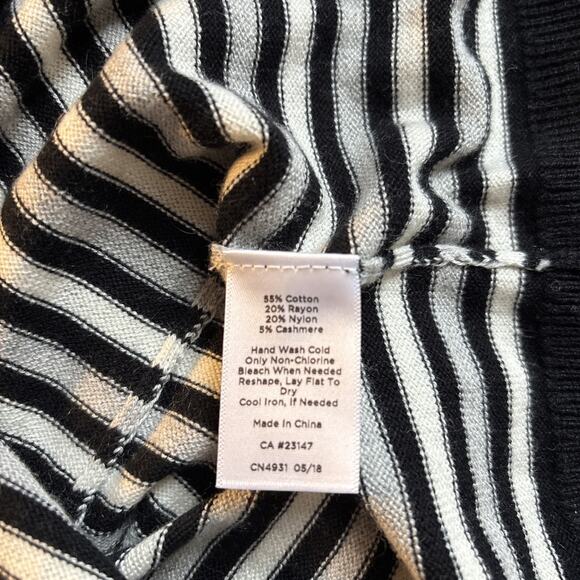 55% Cotton
20% Rayon
20% Nylon
5% Cashmere
Hand Wash Cold
Only Non-Chlorine
Bleach When Needed
Reshape, Lay Flat To
Dry
Cool Iron, If Needed
Made In China
CA #23147
CN4931 05/18